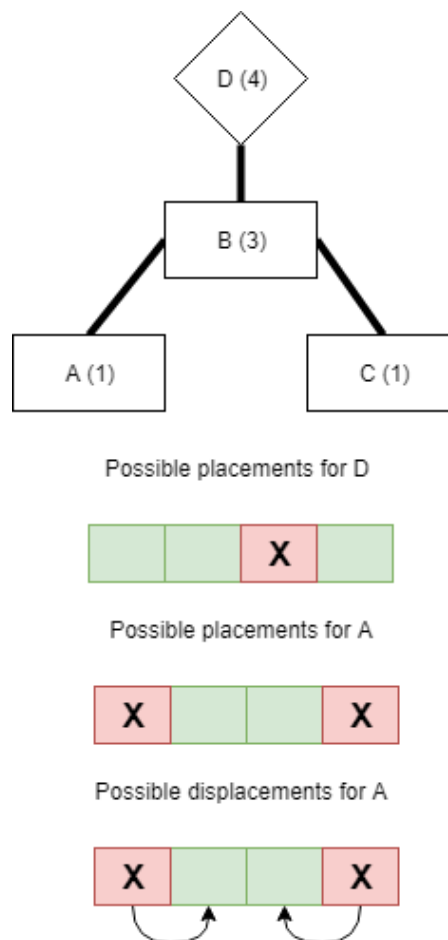 D (4)
B (3)
A (1) C (1)
Possible placements for D
X
Possible placements for A
X X
Possible displacements for A
X X